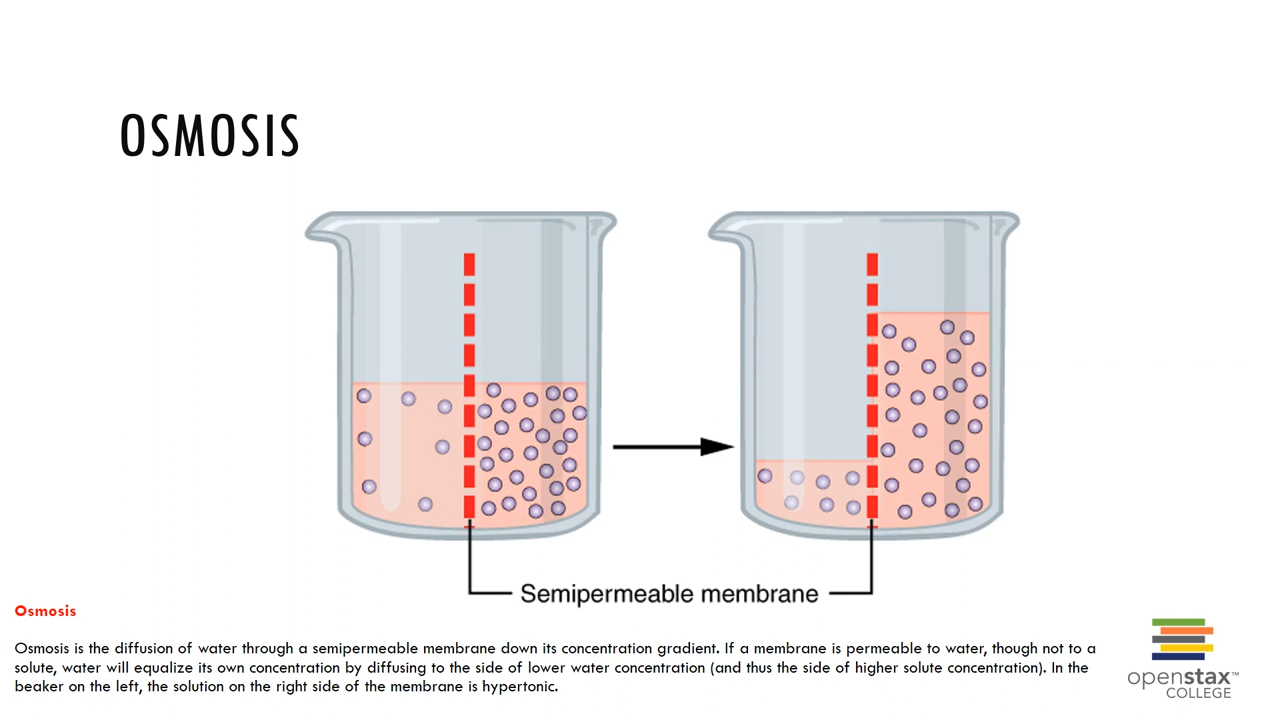 OSMOSIS
Semipermeable membrane
Osmosis
Osmosis is the diffusion of water through a semipermeable membrane down its concentration gradient. If a membrane is permeable to water, though not to a
solute, water will equalize its own concentration by diffusing to the side of lower water concentration (and thus the side of higher solute concentration). In the
beaker on the left, the solution on the right side of the membrane is hypertonic.
openstax™
COLLEGE